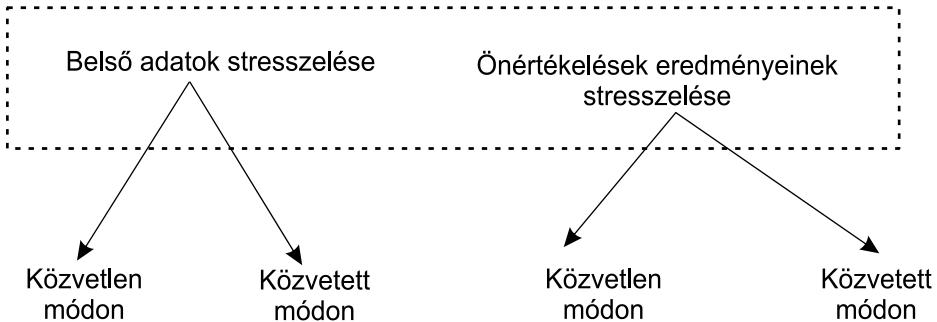 Belső adatok stresszelése
Önértékelések eredményeinek
stresszelése
Közvetlen
módon
Közvetett
módon
Közvetlen
módon
Közvetett
módon